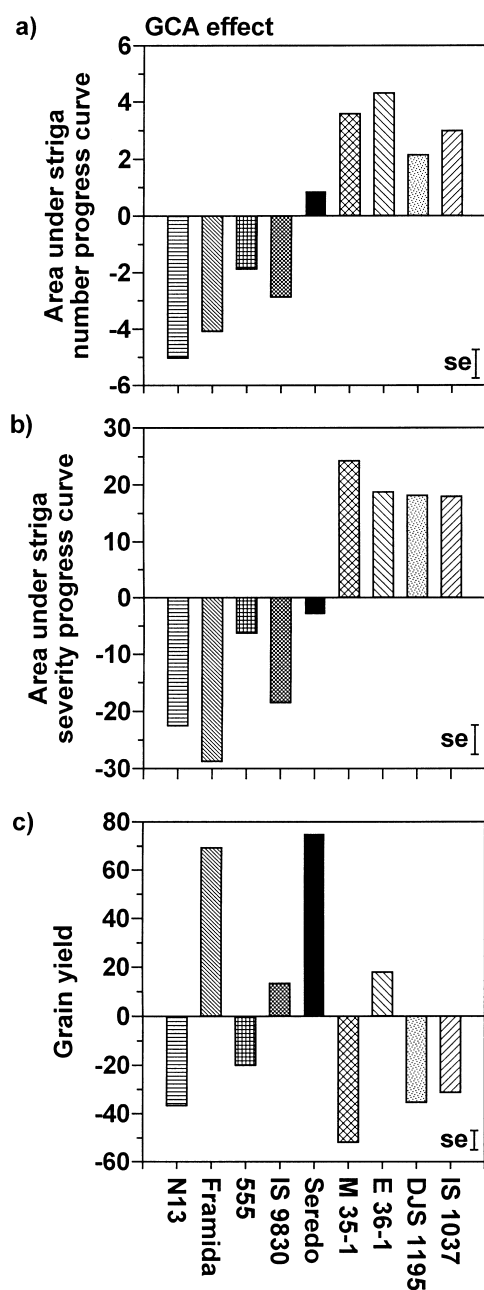 a) GCA effect
Area under striga
number progress curve
6
4
2
0
-2
-4
-6
se
b)
Area under striga
severity progress curve
30
20
10
0
-10
-20
-30
se
c)
Grain yield
80
60
40
20
0
-20
-40
-60
se
N13
Framida
555
IS 9830
Seredo
M 35-1
E 36-1
DJS 1195
IS 1037